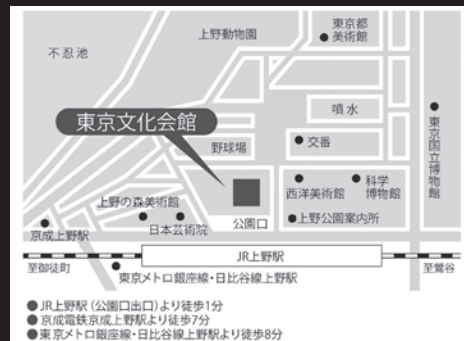 東京都
美術館
上野動物園
不忍池
噴水
東京文化会館
野球場
交番
東京国立博物館
西洋美術館
科学
博物館
上野の森美術館
上野公園案内所
日本芸術院
公園口
京成上野駅
JR上野駅
至御徒町
至鶯谷
東京メトロ銀座線・日比谷線上野駅
●JR上野駅(公園口出口)より徒歩1分
●京成電鉄京成上野駅より徒歩7分
●東京メトロ銀座線・日比谷線上野駅より徒歩8分